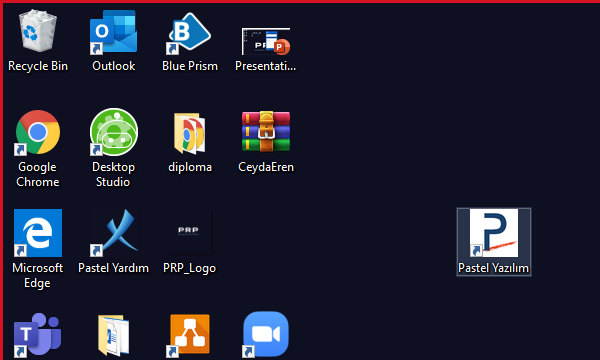 Recycle Bin
Outlook
Blue Prism
Presentati...
Google
Chrome
Desktop
Studio
diploma
CeydaEren
Microsoft
Edge
Pastel Yardım
PRP
PRP_Logo
Pastel Yazılım